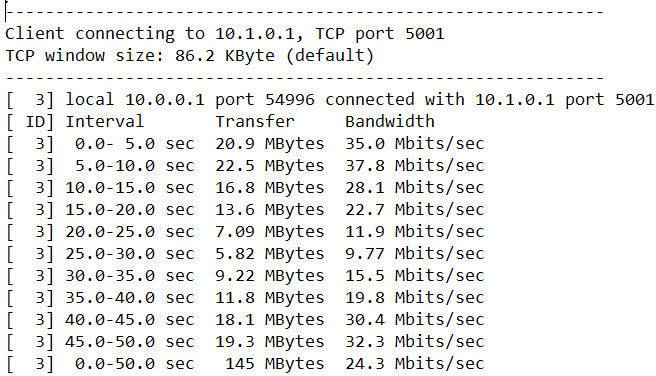 ------------------------------------------------------------
Client connecting to 10.1.0.1, TCP port 5001
TCP window size: 86.2 KByte (default)
------------------------------------------------------------
[  3] local 10.0.0.1 port 54996 connected with 10.1.0.1 port 5001
[ ID] Interval       Transfer     Bandwidth
[  3]  0.0- 5.0 sec  20.9 MBytes  35.0 Mbits/sec
[  3]  5.0-10.0 sec  22.5 MBytes  37.8 Mbits/sec
[  3] 10.0-15.0 sec  16.8 MBytes  28.1 Mbits/sec
[  3] 15.0-20.0 sec  13.6 MBytes  22.7 Mbits/sec
[  3] 20.0-25.0 sec  7.09 MBytes  11.9 Mbits/sec
[  3] 25.0-30.0 sec  5.82 MBytes  9.77 Mbits/sec
[  3] 30.0-35.0 sec  9.22 MBytes  15.5 Mbits/sec
[  3] 35.0-40.0 sec  11.8 MBytes  19.8 Mbits/sec
[  3] 40.0-45.0 sec  18.1 MBytes  30.4 Mbits/sec
[  3] 45.0-50.0 sec  19.3 MBytes  32.3 Mbits/sec
[  3]  0.0-50.0 sec   145 MBytes  24.3 Mbits/sec